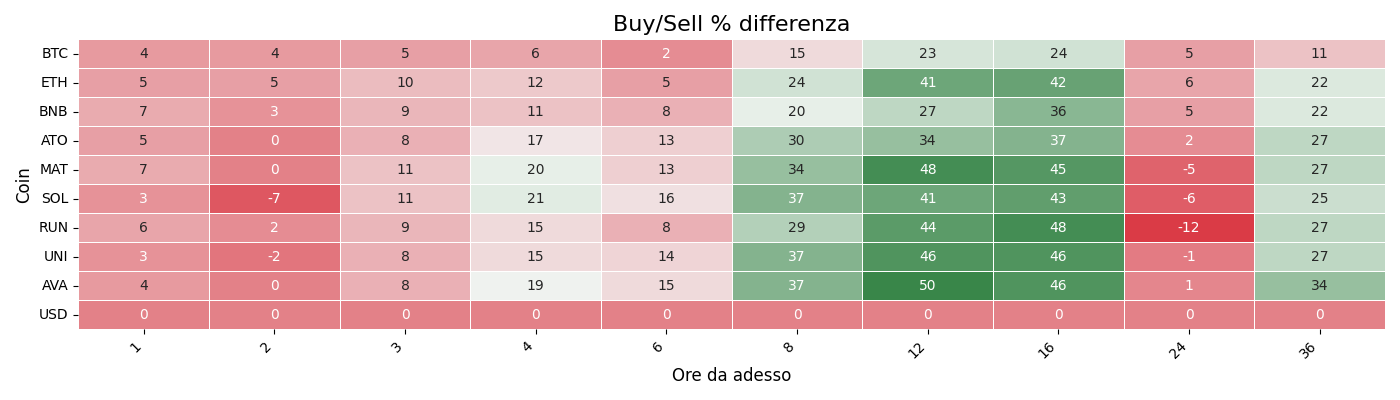 Buy/Sell % differenza
Coin
BTC 4 4 5 6 2 15 23 24 5 11
ETH 5 5 10 12 5 24 41 42 6 22
BNB 7 3 9 11 8 20 27 36 5 22
ATO 5 0 8 17 13 30 34 37 2 27
MAT 7 0 11 20 13 34 48 45 -5 27
SOL 3 -7 11 21 16 37 41 43 -6 25
RUN 6 2 9 15 8 29 44 48 -12 27
UNI 3 -2 8 15 14 37 46 46 -1 27
AVA 4 0 8 19 15 37 50 46 1 34
USD 0 0 0 0 0 0 0 0 0 0
1 2 3 4 6 8 12 16 24 36
Ore da adesso